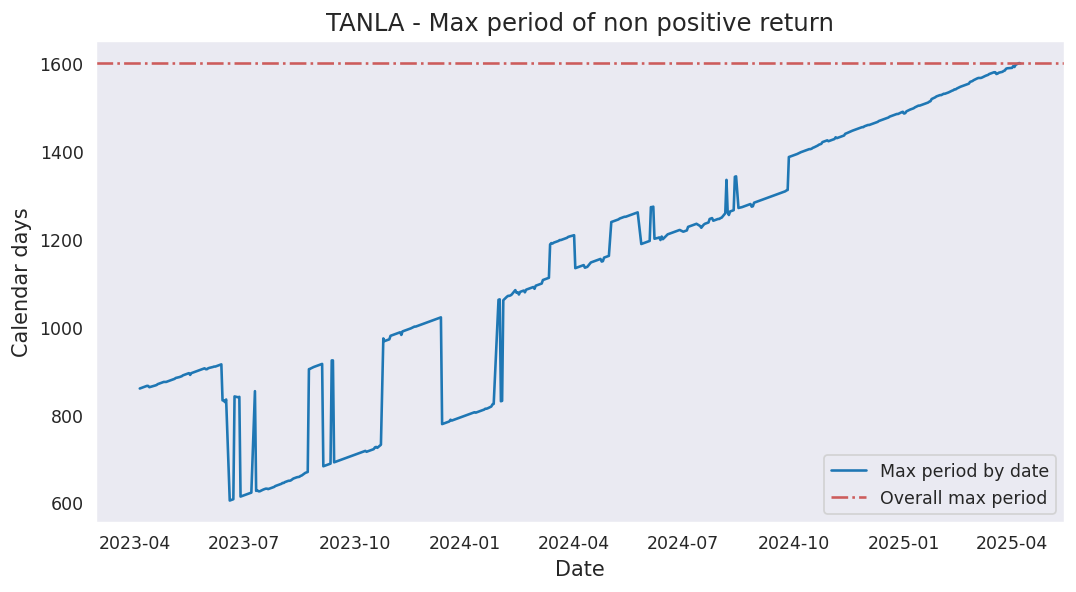 TANLA - Max period of non positive return
Calendar days
1600
1400
1200
1000
800
600
2023-04 2023-07 2023-10 2024-01 2024-04 2024-07 2024-10 2025-01 2025-04
Date
Max period by date
Overall max period